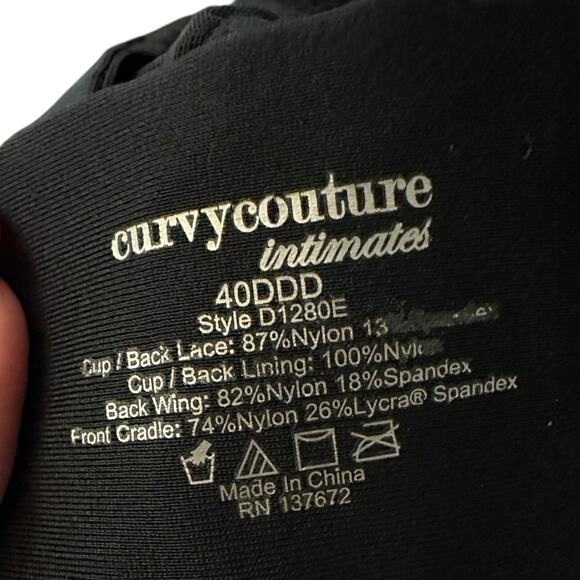 curvycouture
intimates
40DDD
Style D1280E
Cup / Back Lace: 87%Nylon 13
Cup / Back Lining: 100%Nylon
Back Wing: 82%Nylon 18%Spandex
Front Cradle: 74%Nylon 26%Lycra® Spandex
Made In China
RN 137672